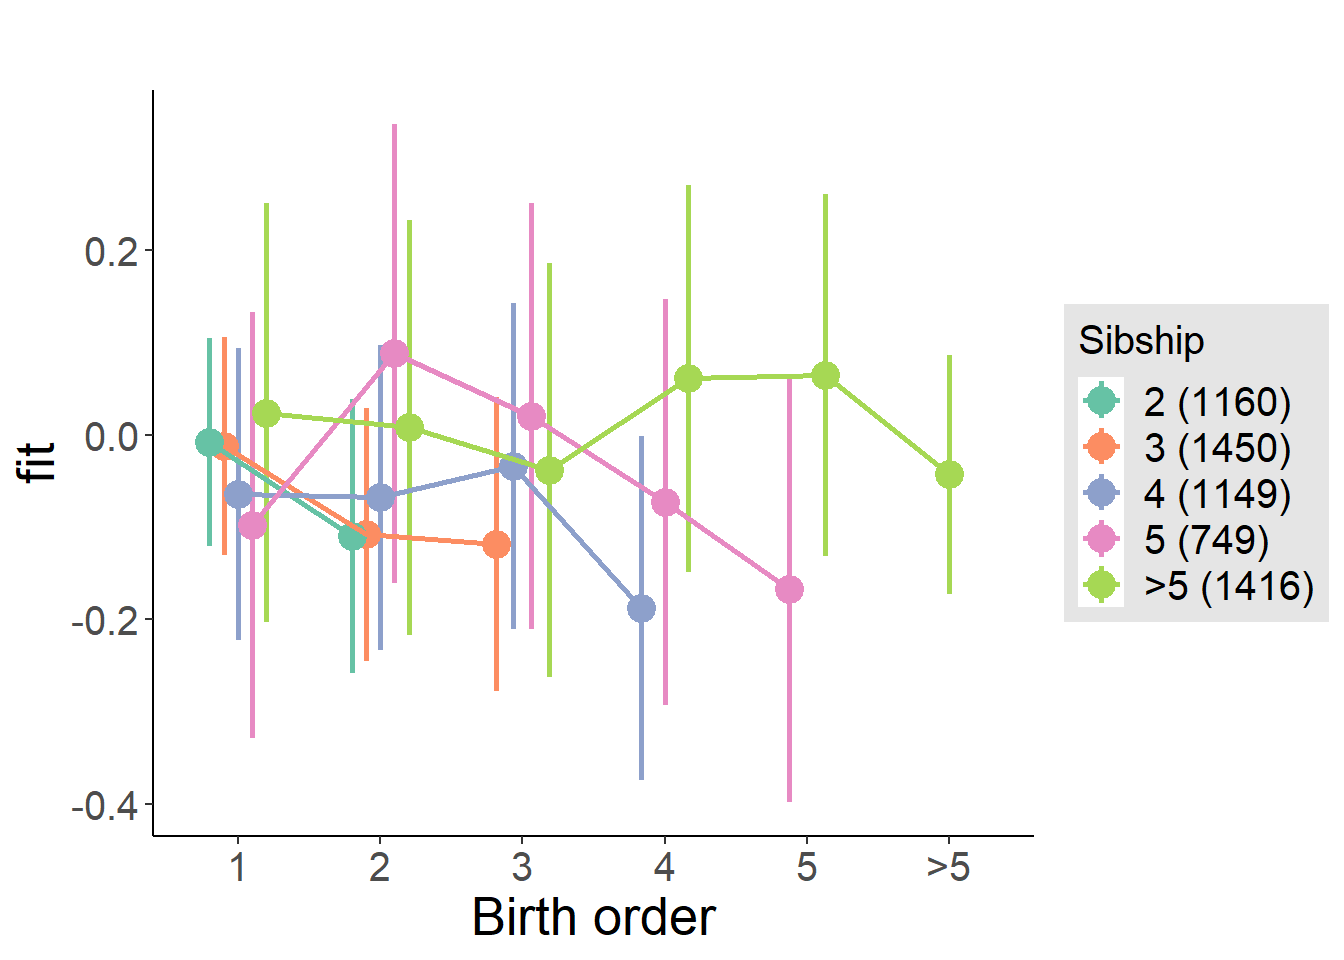 fit
0.2
0.0
-0.2
-0.4
1 2 3 4 5 >5
Birth order
Sibship
2 (1160)
3 (1450)
4 (1149)
5 (749)
>5 (1416)